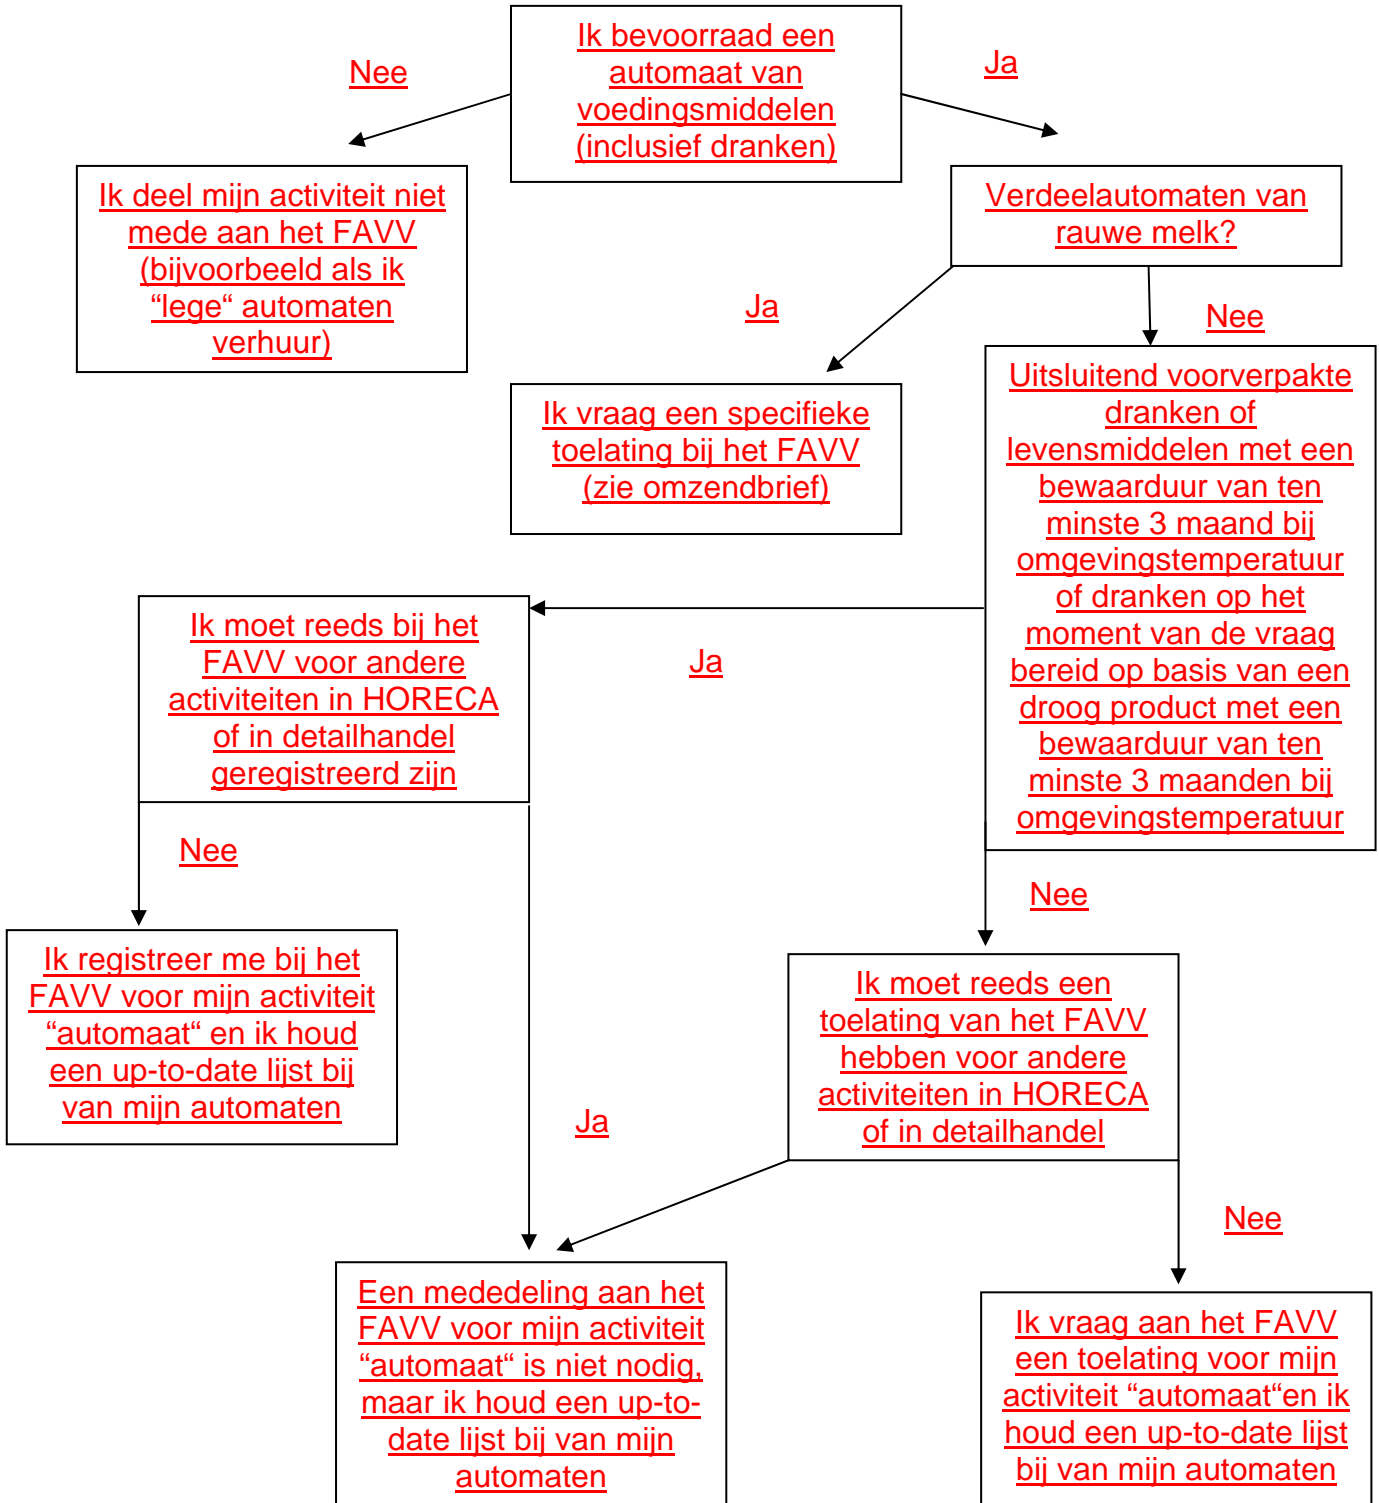 Ik bevoorraad een
automaat van
voedingsmiddelen
(inclusief dranken)
Nee
Ja
Ik deel mijn activiteit niet
mede aan het FAVV
(bijvoorbeeld als ik
“lege“ automaten
verhuur)
Verdeelautomaten van
rauwe melk?
Ja
Nee
Ik vraag een specifieke
toelating bij het FAVV
(zie omzendbrief)
Uitsluitend voorverpakte
dranken of
levensmiddelen met een
bewaarduur van ten
minste 3 maand bij
omgevingstemperatuur
of dranken op het
moment van de vraag
bereid op basis van een
droog product met een
bewaarduur van ten
minste 3 maanden bij
omgevingstemperatuur
Ja
Ik moet reeds bij het
FAVV voor andere
activiteiten in HORECA
of in detailhandel
geregistreerd zijn
Nee
Nee
Ik registreer me bij het
FAVV voor mijn activiteit
“automaat“ en ik houd
een up-to-date lijst bij
van mijn automaten
Ik moet reeds een
toelating van het FAVV
hebben voor andere
activiteiten in HORECA
of in detailhandel
Ja
Nee
Een mededeling aan het
FAVV voor mijn activiteit
“automaat“ is niet nodig,
maar ik houd een up-to-
date lijst bij van mijn
automaten
Ik vraag aan het FAVV
een toelating voor mijn
activiteit “automaat“en ik
houd een up-to-date lijst
bij van mijn automaten